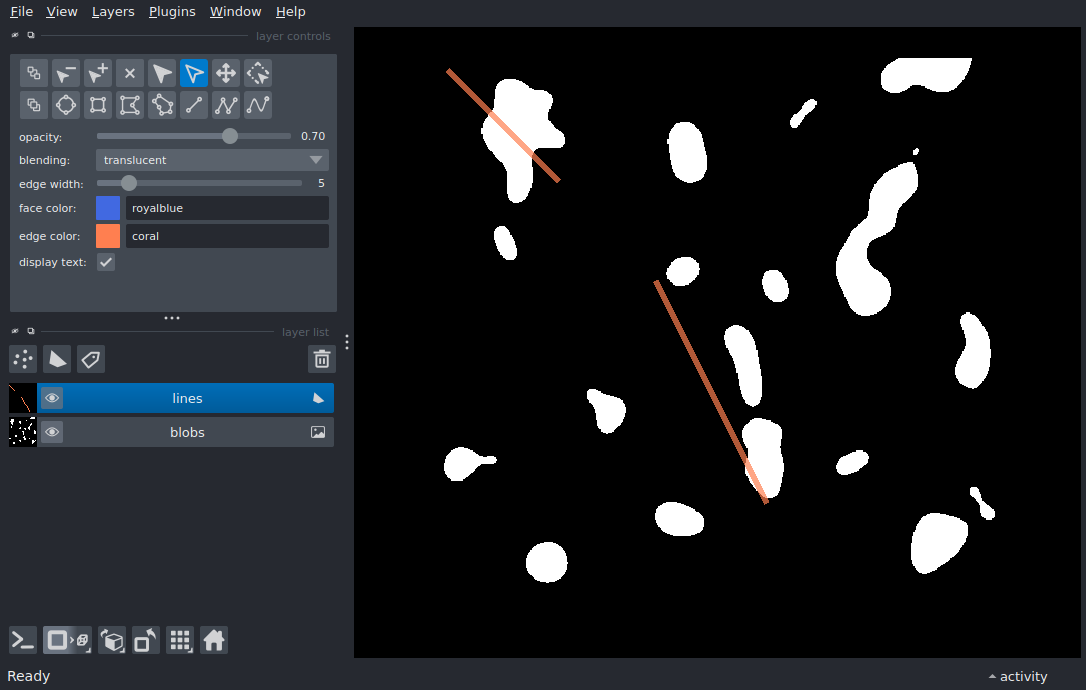 File View Layers Plugins Window Help
layer controls
opacity: 0.70
blending: translucent
edge width: 5
face color: royalblue
edge color: coral
display text:
layer list
lines
blobs
Ready
activity